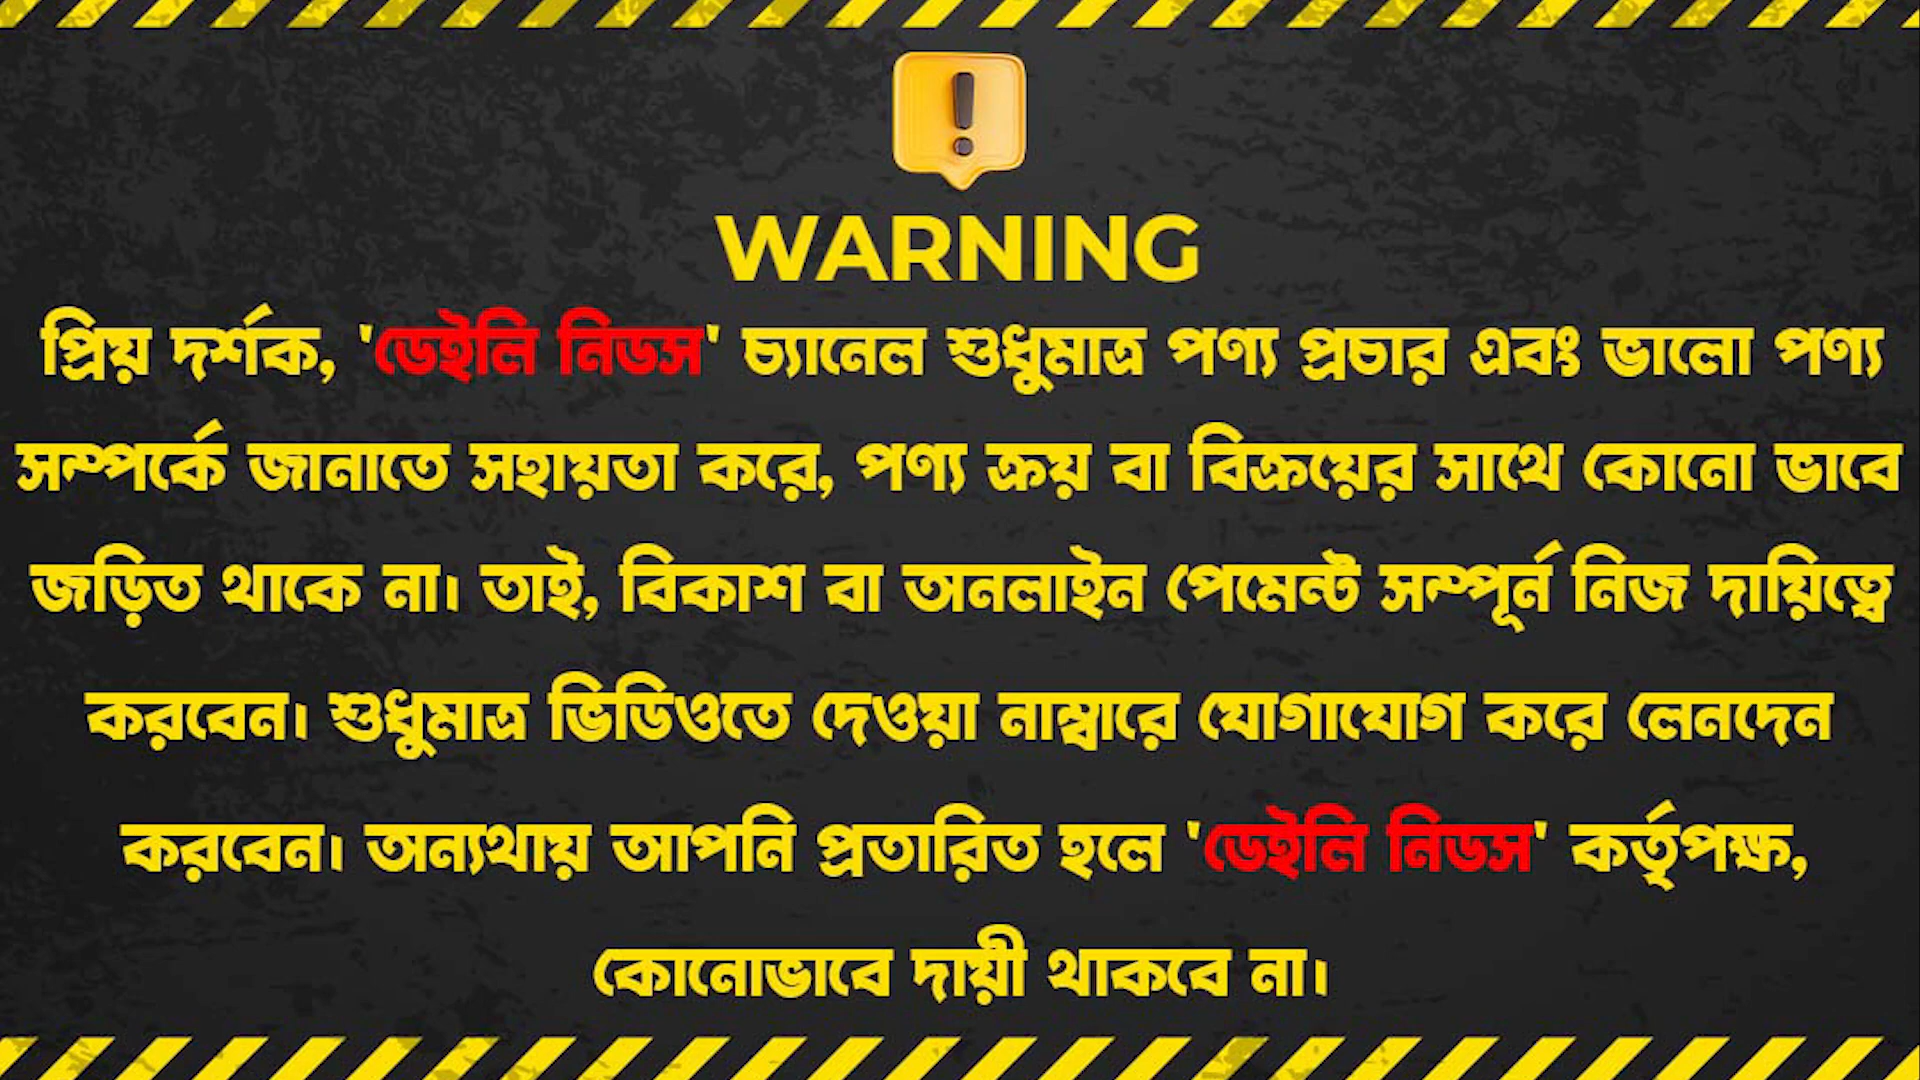 WARNING
প্রিয় দর্শক, 'ডেইলি নিডস' চ্যানেল শুধুমাত্র পণ্য প্রচার এবং ভালো পণ্য
সম্পর্কে জানাতে সহায়তা করে, পণ্য ক্রয় বা বিক্রয়ের সাথে কোনো ভাবে
জড়িত থাকে না। তাই, বিকাশ বা অনলাইন পেমেন্ট সম্পূর্ন নিজ দায়িত্বে
করবেন। শুধুমাত্র ভিডিওতে দেওয়া নাম্বারে যোগাযোগ করে লেনদেন
করবেন। অন্যথায় আপনি প্রতারিত হলে 'ডেইলি নিডস' কর্তৃপক্ষ,
কোনোভাবে দায়ী থাকবে না।